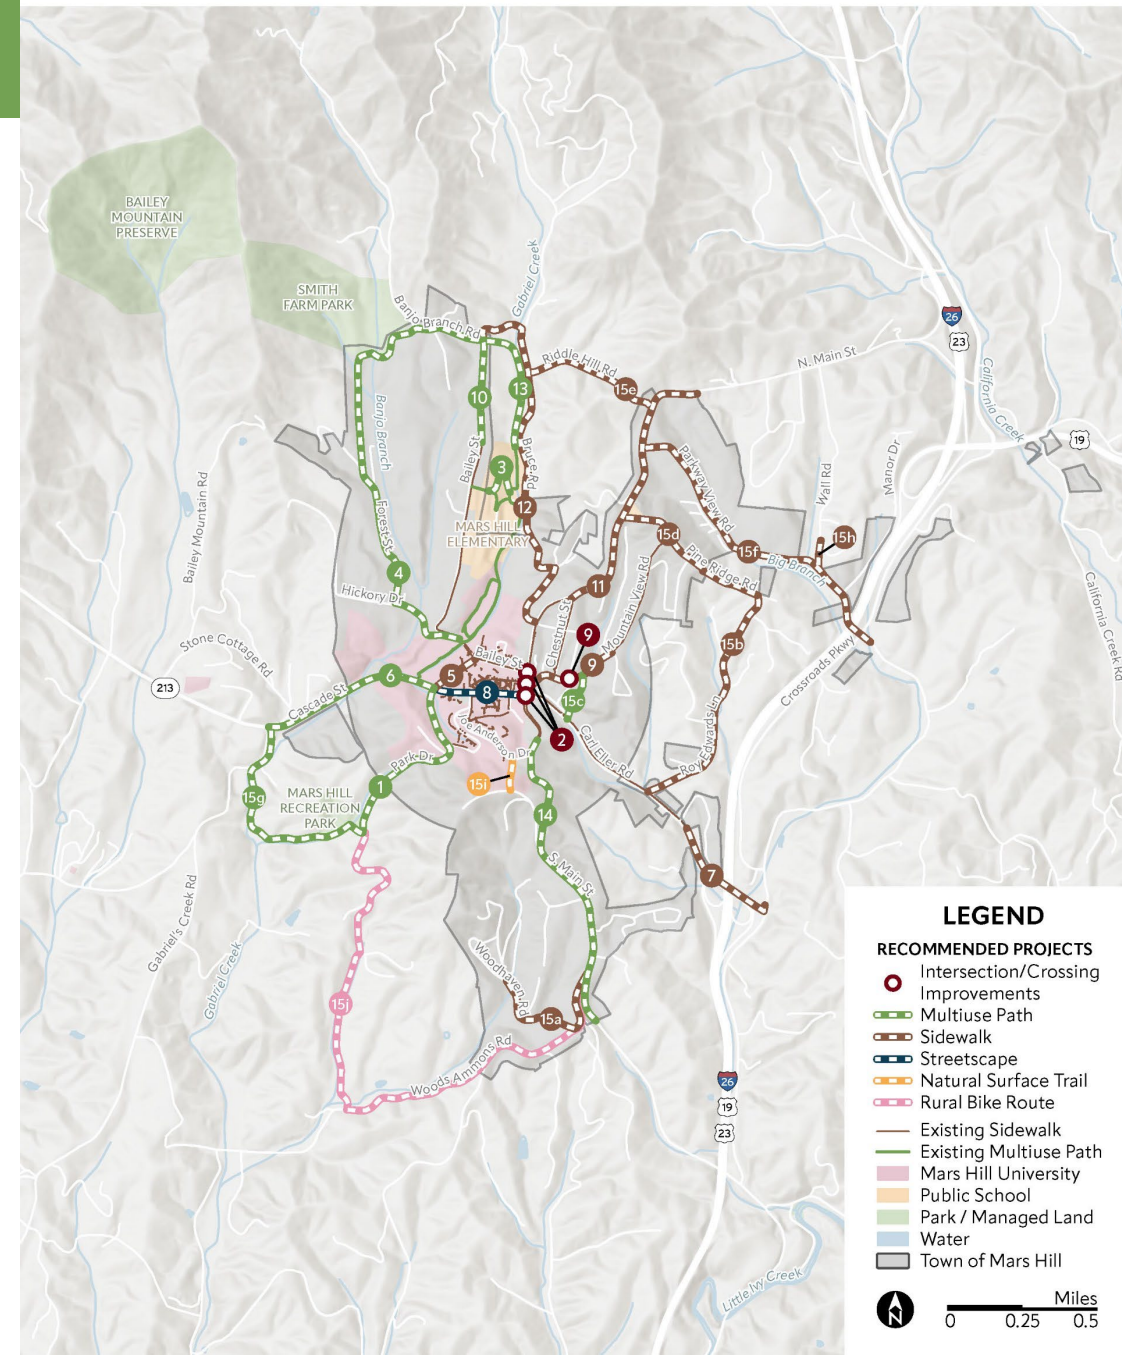 BAILEY
MOUNTAIN
PRESERVE
SMITH
FARM PARK
Gabriel Creek
Banjo Branch Rd
26
23
N. Main St
California Creek
Riddle Hill Rd
15e
13
10
Banjo Branch
19
Bailey St
Bruce Rd
3
Parkway View Rd
Wall Rd
Manor Dr
Bailey Mountain Rd
12
MARS HILL
ELEMENTARY
Forest St
15d
15h
15f
Big Branch
Pine Ridge Rd
4
11
Hickory Dr
Mountain View Rd
Chestnut St
California Creek Rd
9
Stone Cottage Rd
15b
Crossroads Pkwy
Bailey St
9
213
6
5
8
15c
Cascade St
Joe Anderson Dr
2
Carl Eller Rd
Roy Edwards Ln
Park Dr
15i
1
15g
MARS HILL
RECREATION
PARK
14
S. Main St
7
Gabriel's Creek Rd
Gabriel Creek
Woodhaven Rd
15j
15a
Woods Ammons Rd
26
19
23
Little Ivy Creek
LEGEND
RECOMMENDED PROJECTS
Intersection/Crossing
Improvements
Multiuse Path
Sidewalk
Streetscape
Natural Surface Trail
Rural Bike Route
Existing Sidewalk
Existing Multiuse Path
Mars Hill University
Public School
Park / Managed Land
Water
Town of Mars Hill
N
Miles
0 0.25 0.5